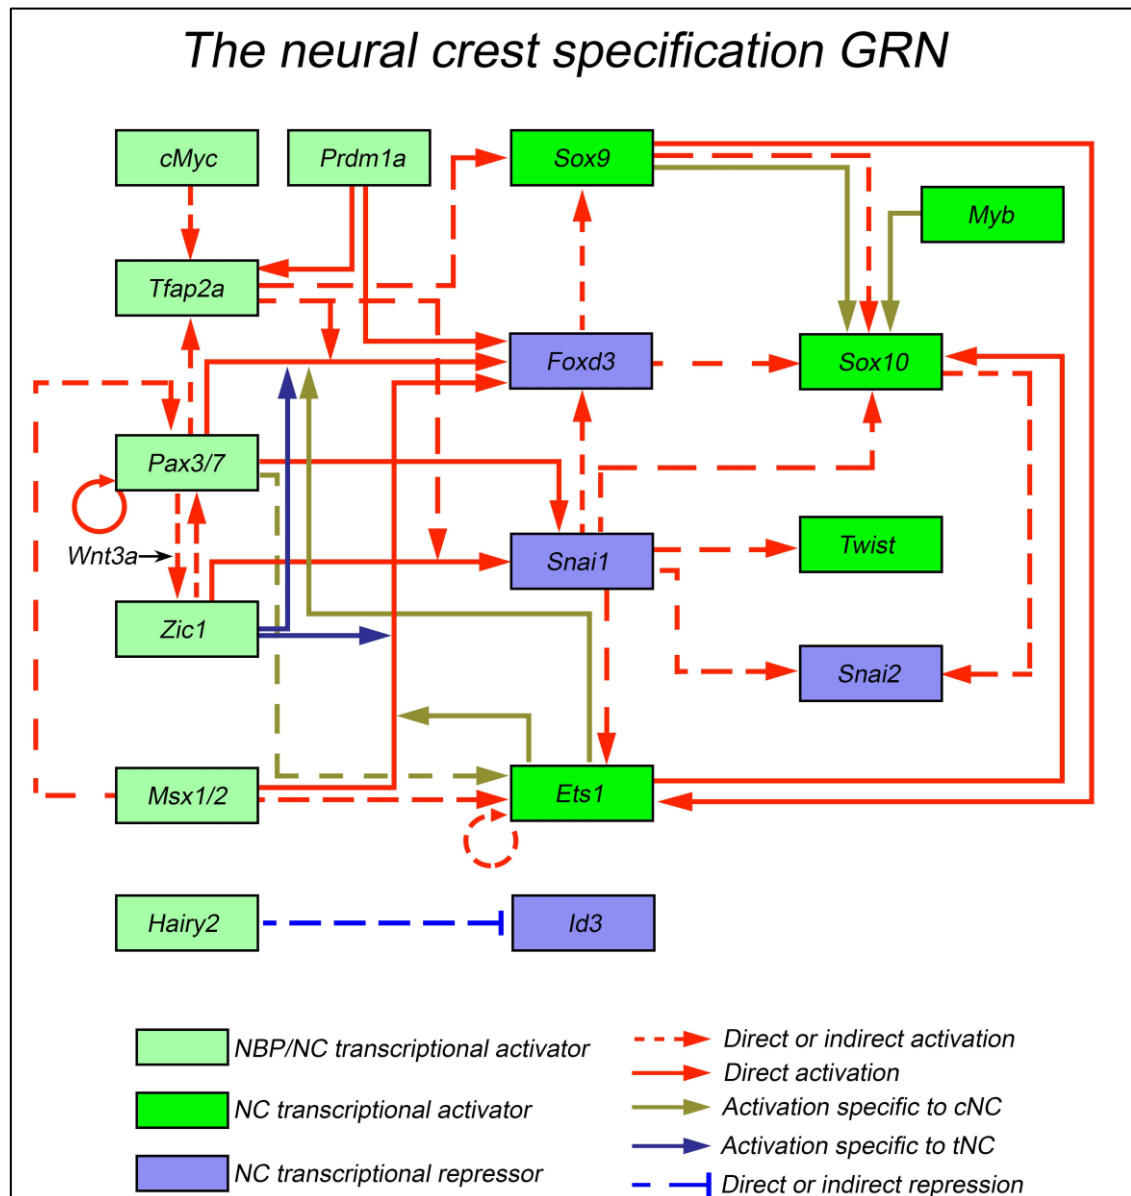 The neural crest specification GRN
cMyc
Prdm1a
Sox9
Myb
Tfap2a
Foxd3
Sox10
Pax3/7
Wnt3a
Snai1
Twist
Zic1
Snai2
Msx1/2
Ets1
Hairy2
Id3
NBP/NC transcriptional activator
NC transcriptional activator
NC transcriptional repressor
Direct or indirect activation
Direct activation
Activation specific to cNC
Activation specific to tNC
Direct or indirect repression